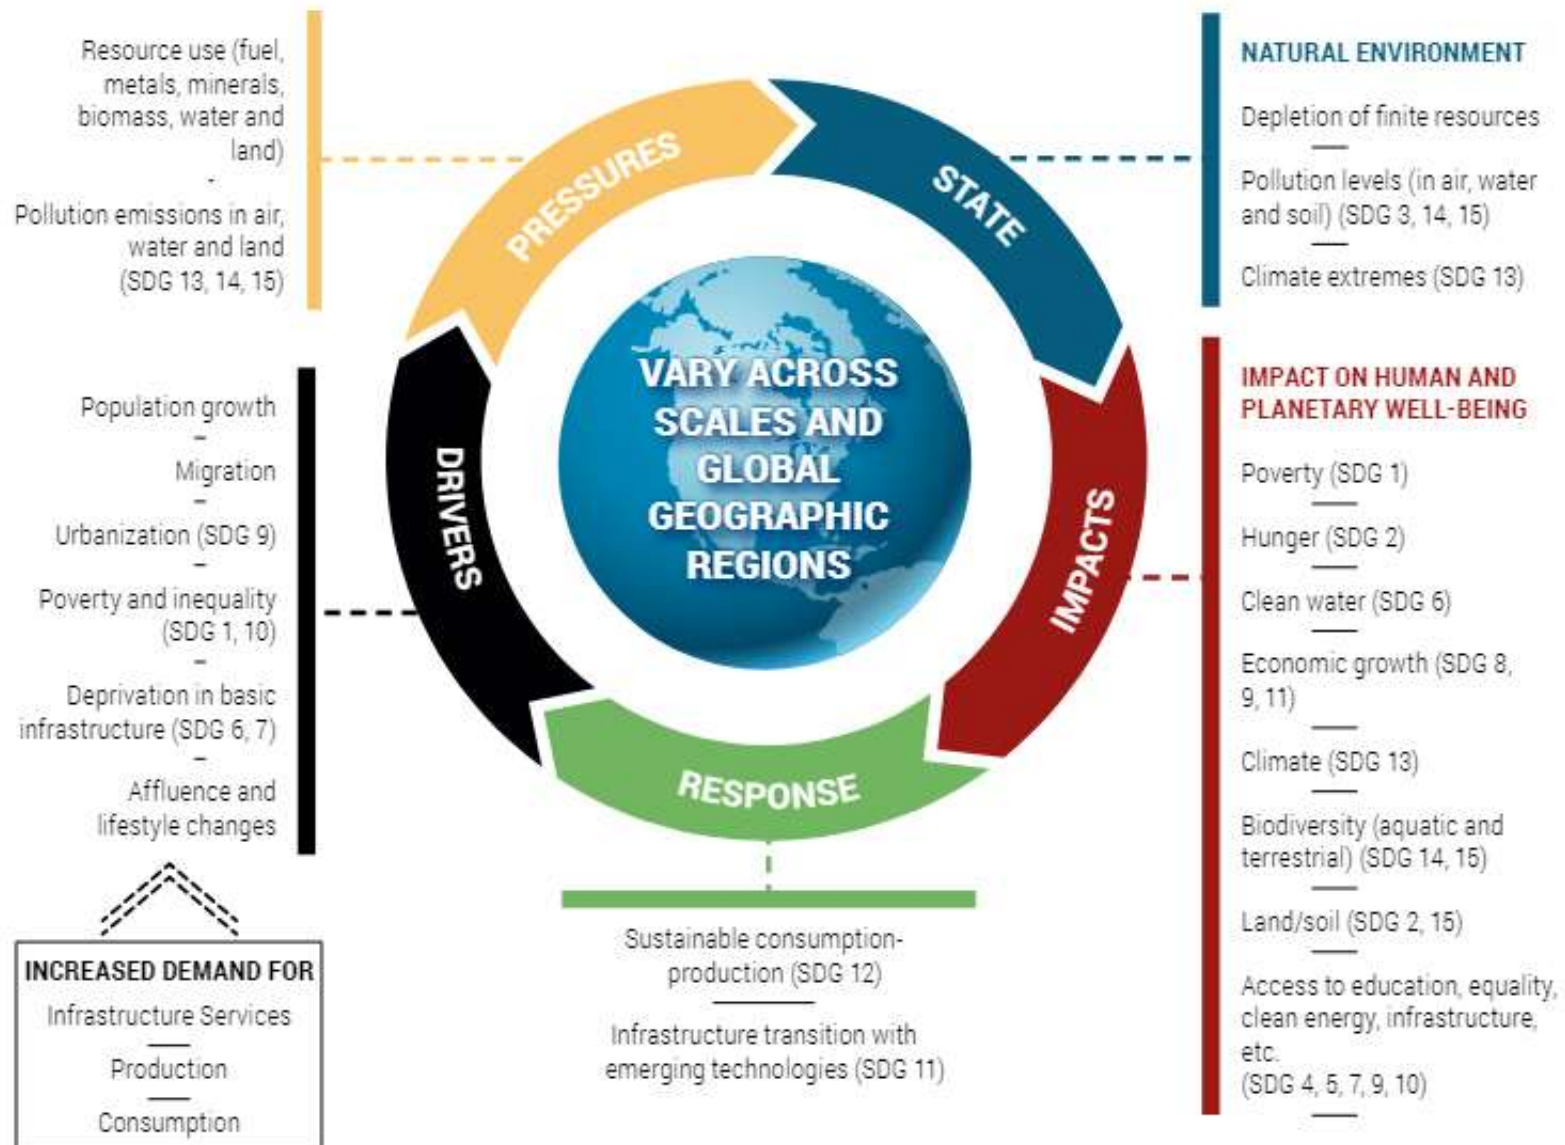 Resource use (fuel,
metals, minerals,
biomass, water and
land)
-
Pollution emissions in air,
water and land
(SDG 13, 14, 15)
Population growth
–
Migration
–
Urbanization (SDG 9)
–
Poverty and inequality
(SDG 1, 10)
–
Deprivation in basic
infrastructure (SDG 6, 7)
–
Affluence and
lifestyle changes
INCREASED DEMAND FOR
Infrastructure Services
Production
Consumption
PRESSURES
STATE
IMPACTS
RESPONSE
DRIVERS
VARY ACROSS
SCALES AND
GLOBAL
GEOGRAPHIC
REGIONS
Sustainable consumption-
production (SDG 12)
Infrastructure transition with
emerging technologies (SDG 11)
NATURAL ENVIRONMENT
Depletion of finite resources
Pollution levels (in air, water
and soil) (SDG 3, 14, 15)
Climate extremes (SDG 13)
IMPACT ON HUMAN AND
PLANETARY WELL-BEING
Poverty (SDG 1)
Hunger (SDG 2)
Clean water (SDG 6)
Economic growth (SDG 8,
9, 11)
Climate (SDG 13)
Biodiversity (aquatic and
terrestrial) (SDG 14, 15)
Land/soil (SDG 2, 15)
Access to education, equality,
clean energy, infrastructure,
etc.
(SDG 4, 5, 7, 9, 10)